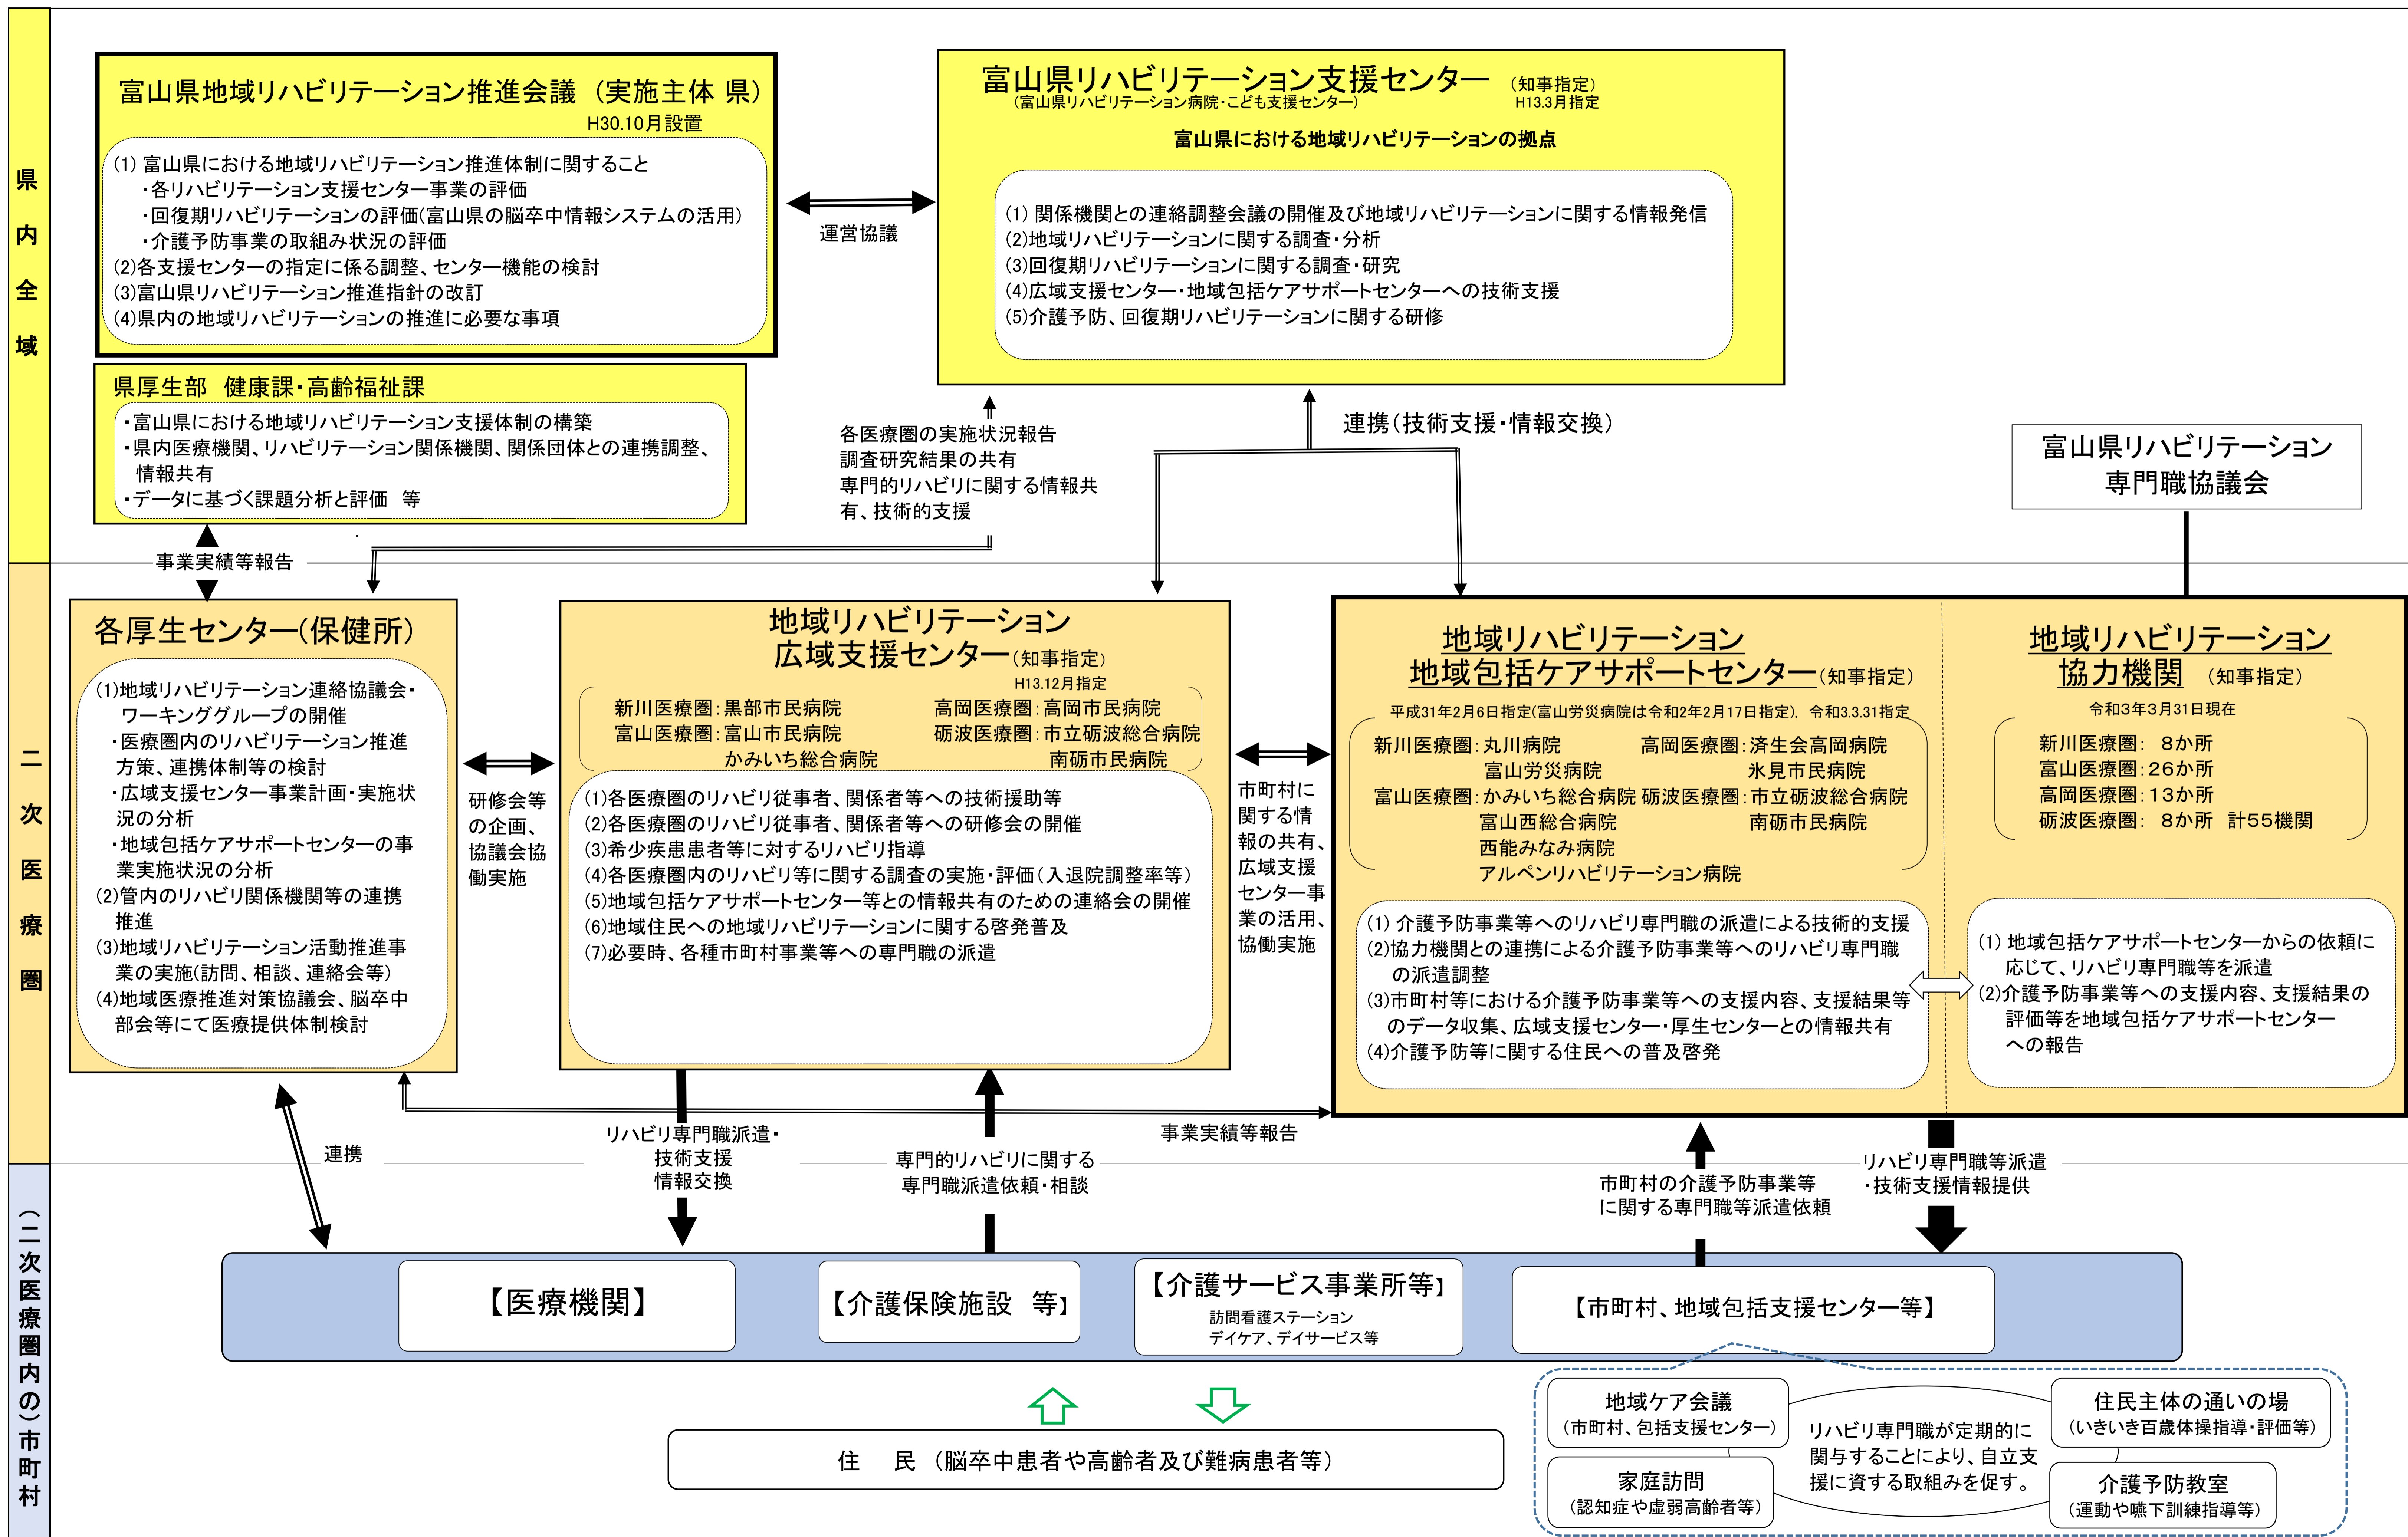 県内全域
富山県地域リハビリテーション推進会議 （実施主体 県）
H30.10月設置
(1) 富山県における地域リハビリテーション推進体制に関すること
・各リハビリテーション支援センター事業の評価
・回復期リハビリテーションの評価(富山県の脳卒中情報システムの活用)
・介護予防事業の取組み状況の評価
(2)各支援センターの指定に係る調整、センター機能の検討
(3)富山県リハビリテーション推進指針の改訂
(4)県内の地域リハビリテーションの推進に必要な事項
運営協議
富山県リハビリテーション支援センター （知事指定）
（富山県リハビリテーション病院・こども支援センター） H13.3月指定
富山県における地域リハビリテーションの拠点
(1) 関係機関との連絡調整会議の開催及び地域リハビリテーションに関する情報発信
(2)地域リハビリテーションに関する調査・分析
(3)回復期リハビリテーションに関する調査・研究
(4)広域支援センター・地域包括ケアサポートセンターへの技術支援
(5)介護予防、回復期リハビリテーションに関する研修
県厚生部 健康課・高齢福祉課
・富山県における地域リハビリテーション支援体制の構築
・県内医療機関、リハビリテーション関係機関、関係団体との連携調整、
情報共有
・データに基づく課題分析と評価 等
各医療圏の実施状況報告
調査研究結果の共有
専門的リハビリに関する情報共
有、技術的支援
連携（技術支援・情報交換）
富山県リハビリテーション
専門職協議会
事業実績等報告
二次医療圏
各厚生センター(保健所)
(1)地域リハビリテーション連絡協議会・
ワーキンググループの開催
・医療圏内のリハビリテーション推進
方策、連携体制等の検討
・広域支援センター事業計画・実施状
況の分析
・地域包括ケアサポートセンターの事
業実施状況の分析
(2)管内のリハビリ関係機関等の連携
推進
(3)地域リハビリテーション活動推進事
業の実施(訪問、相談、連絡会等)
(4)地域医療推進対策協議会、脳卒中
部会等にて医療提供体制検討
研修会等
の企画、
協議会協
働実施
地域リハビリテーション
広域支援センター（知事指定）
H13.12月指定
新川医療圏：黒部市民病院 高岡医療圏：高岡市民病院
富山医療圏：富山市民病院 砺波医療圏：市立砺波総合病院
かみいち総合病院 南砺市民病院
(1)各医療圏のリハビリ従事者、関係者等への技術援助等
(2)各医療圏のリハビリ従事者、関係者等への研修会の開催
(3)希少疾患患者等に対するリハビリ指導
(4)各医療圏内のリハビリ等に関する調査の実施・評価（入退院調整率等）
(5)地域包括ケアサポートセンター等との情報共有のための連絡会の開催
(6)地域住民への地域リハビリテーションに関する啓発普及
(7)必要時、各種市町村事業等への専門職の派遣
市町村に
関する情
報の共有、
広域支援
センター事
業の活用、
協働実施
地域リハビリテーション
地域包括ケアサポートセンター（知事指定）
平成31年2月6日指定(富山労災病院は令和2年2月17日指定)、令和3.3.31指定
新川医療圏：丸川病院 高岡医療圏：済生会高岡病院
富山労災病院 氷見市民病院
富山医療圏：かみいち総合病院 砺波医療圏：市立砺波総合病院
富山西総合病院 南砺市民病院
西能みなみ病院
アルペンリハビリテーション病院
(1) 介護予防事業等へのリハビリ専門職の派遣による技術的支援
(2)協力機関との連携による介護予防事業等へのリハビリ専門職
の派遣調整
(3)市町村等における介護予防事業等への支援内容、支援結果等
のデータ収集、広域支援センター・厚生センターとの情報共有
(4)介護予防等に関する住民への普及啓発
地域リハビリテーション
協力機関 （知事指定）
令和３年３月31日現在
新川医療圏： ８か所
富山医療圏：２６か所
高岡医療圏：１３か所
砺波医療圏： ８か所 計５５機関
(1) 地域包括ケアサポートセンターからの依頼に
応じて、リハビリ専門職等を派遣
(2)介護予防事業等への支援内容、支援結果の
評価等を地域包括ケアサポートセンター
への報告
連携
リハビリ専門職派遣・
技術支援
情報交換
専門的リハビリに関する
専門職派遣依頼・相談
事業実績等報告
市町村の介護予防事業等
に関する専門職等派遣依頼
リハビリ専門職等派遣
・技術支援情報提供
（二次医療圏内の）市町村
【医療機関】
【介護保険施設 等】
【介護サービス事業所等】
訪問看護ステーション
デイケア、デイサービス等
【市町村、地域包括支援センター等】
住 民 （脳卒中患者や高齢者及び難病患者等）
地域ケア会議
（市町村、包括支援センター）
家庭訪問
（認知症や虚弱高齢者等）
リハビリ専門職が定期的に
関与することにより、自立支
援に資する取組みを促す。
住民主体の通いの場
（いきいき百歳体操指導・評価等）
介護予防教室
（運動や嚥下訓練指導等）